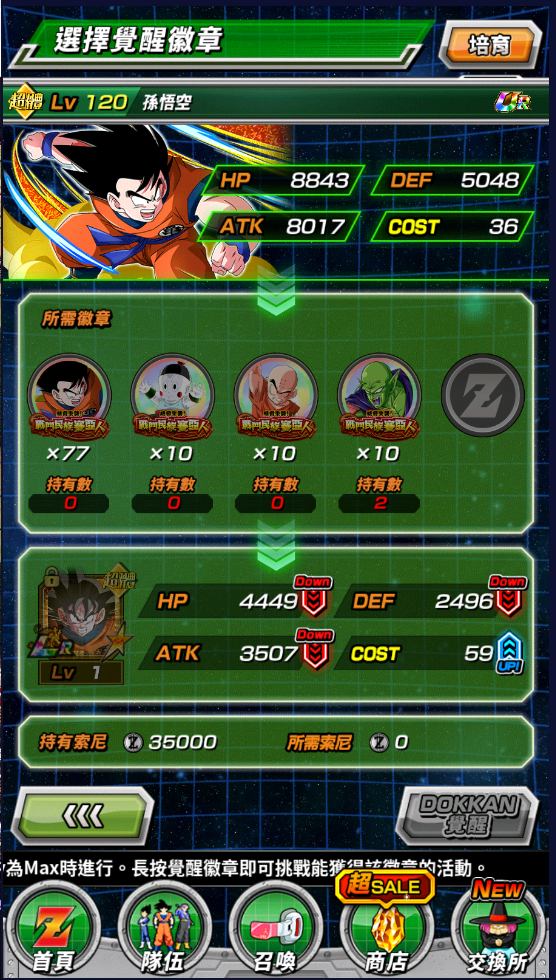 選擇覺醒徽章
培育
超體 Lv 120 孫悟空 UR
HP 8843 DEF 5048
ATK 8017 COST 36
所需徽章
戰鬥民族賽亞人 戰鬥民族賽亞人 戰鬥民族賽亞人 戰鬥民族賽亞人 Z
×77 ×10 ×10 ×10
持有數 持有數 持有數 持有數
0 0 0 2
Down Down
HP 4449 DEF 2496
Down
ATK 3507 COST 59 UP!
Lv 1
持有索尼 Z 35000 所需索尼 Z 0
DOKKAN
覺醒
為Max時進行。長按覺醒徽章即可挑戰能獲得該徽章的活動。
超SALE NEW
Z
首頁 隊伍 召喚 商店 交換所